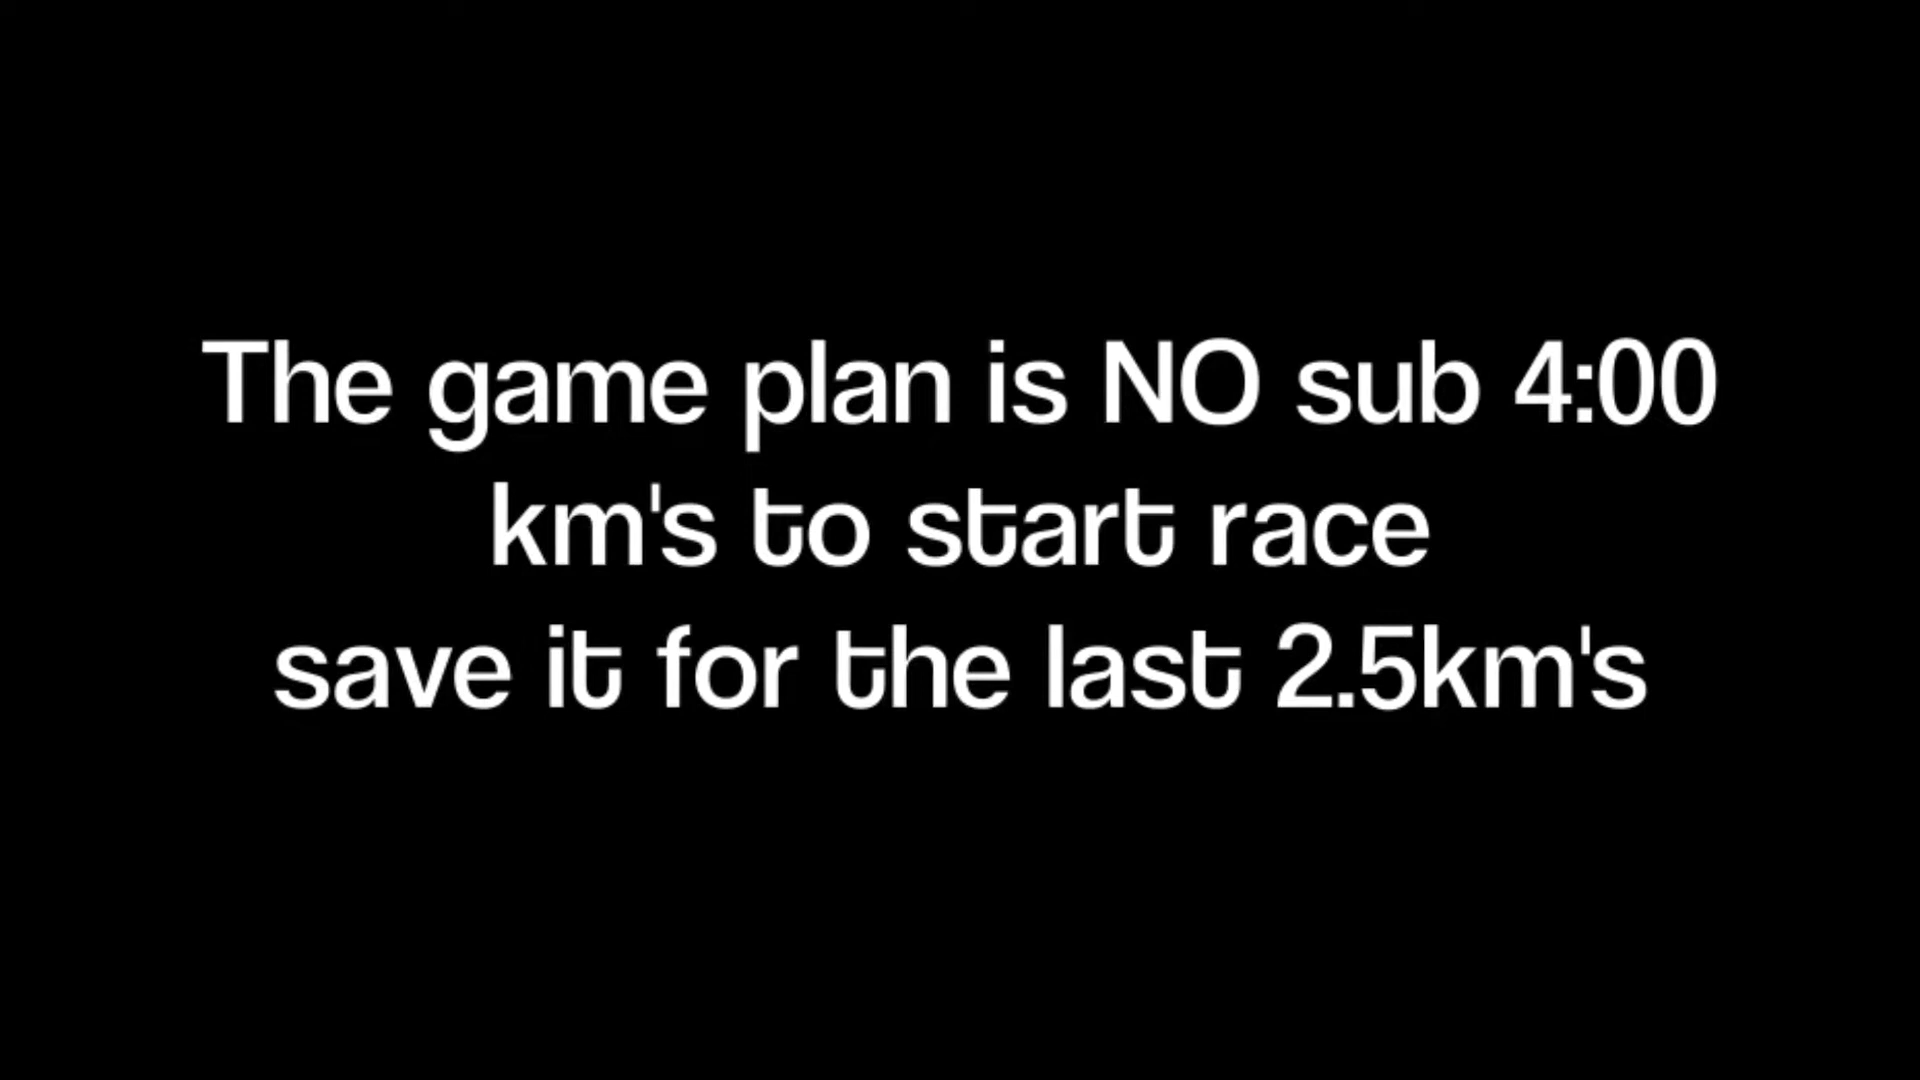 The game plan is NO sub 4:00
km's to start race
save it for the last 2.5km's